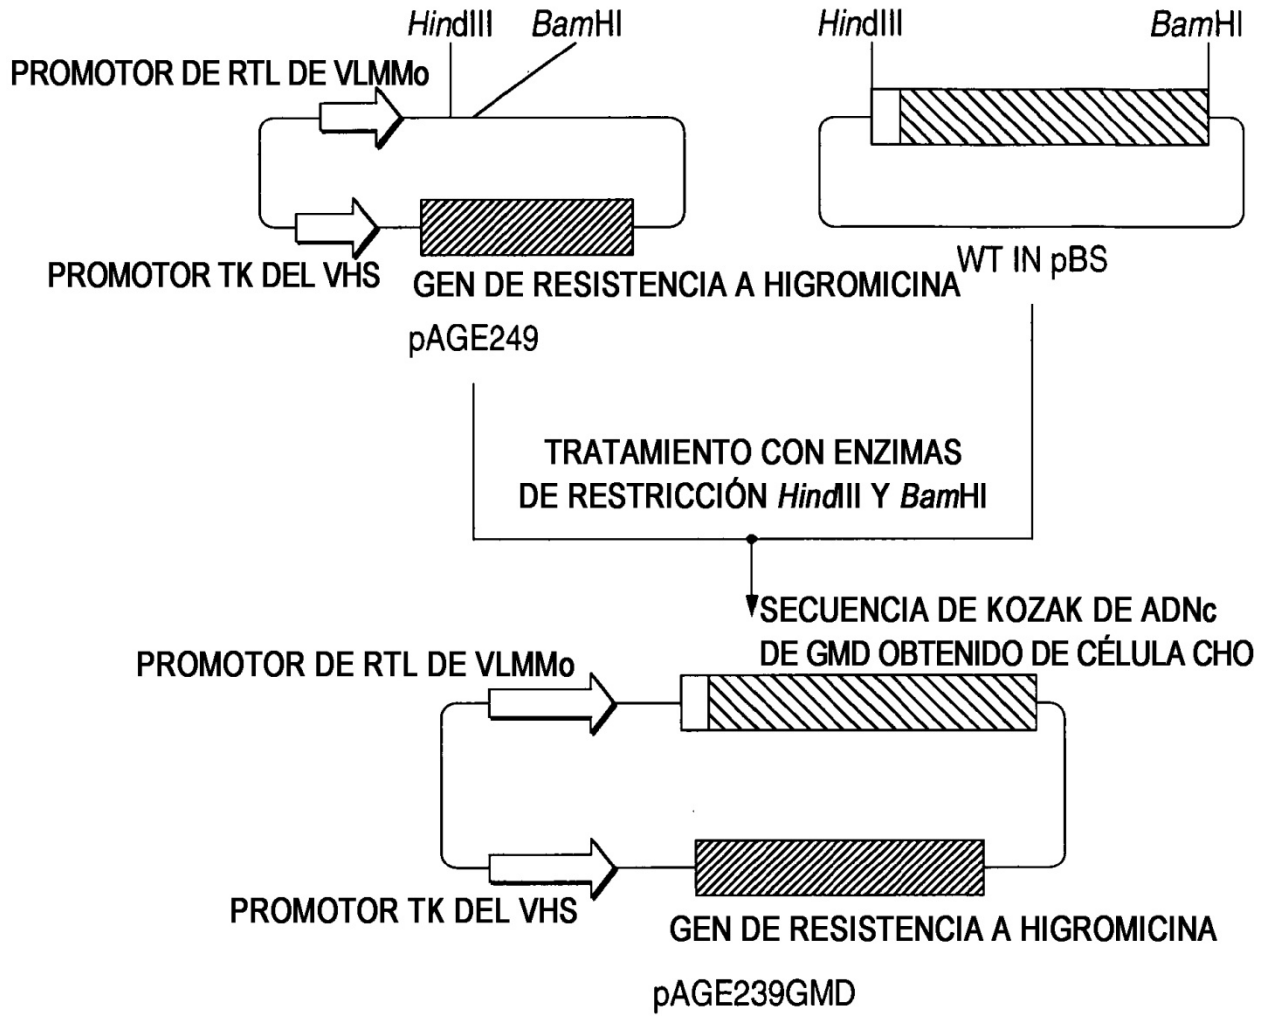 HindIII BamHI
HindIII BamHI
PROMOTOR DE RTL DE VLMMo
PROMOTOR TK DEL VHS
GEN DE RESISTENCIA A HIGROMICINA
pAGE249
WT IN pBS
TRATAMIENTO CON ENZIMAS
DE RESTRICCIÓN HindIII Y BamHI
SECUENCIA DE KOZAK DE ADNc
DE GMD OBTENIDO DE CÉLULA CHO
PROMOTOR DE RTL DE VLMMo
PROMOTOR TK DEL VHS
GEN DE RESISTENCIA A HIGROMICINA
pAGE239GMD